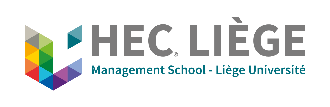 HEC® LIÈGE
Management School - Liège Université